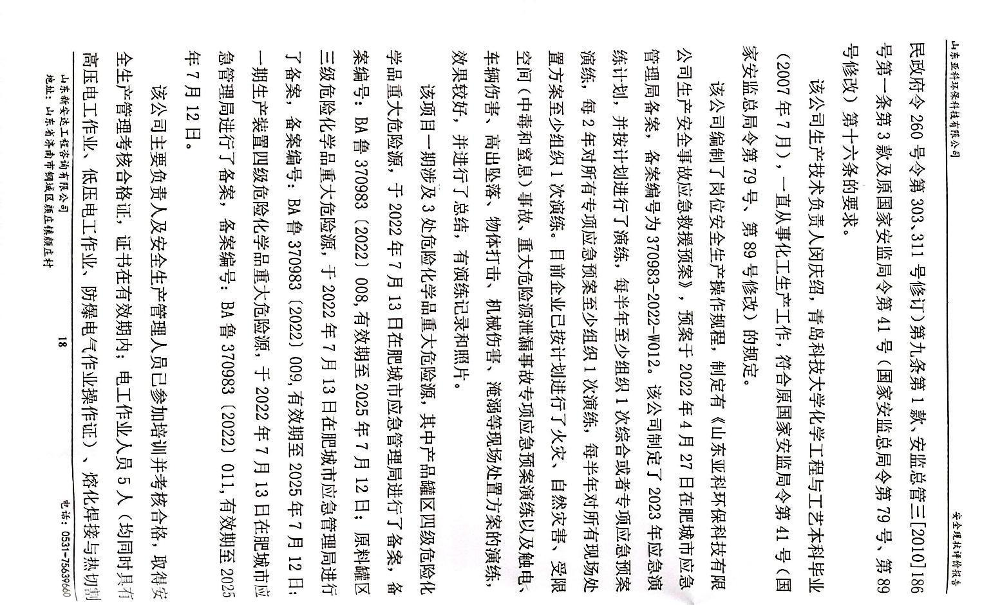 山东亚科环保科技有限公司 安全现状评价报告
民政府令 260 号令第 303、311 号修订）第九条第 1 款、安监总管三[2010]186
号第一条第 3 款及原国家安监局令第 41 号（国家安监总局令第 79 号、第 89
号修改）第十六条的要求。
该公司生产技术负责人闵庆绍，青岛科技大学化学工程与工艺本科毕业
（2007 年 7 月），一直从事化工生产工作，符合原国家安监局令第 41 号（国
家安监总局令第 79 号、第 89 号修改）的规定。
该公司编制了岗位安全生产操作规程，制定有《山东亚科环保科技有限
公司生产安全事故应急救援预案》，预案于 2022 年 4 月 27 日在肥城市应急
管理局备案，备案编号为 370983-2022-W012。该公司制定了 2023 年应急演
练计划，并按计划进行了演练，每半年至少组织 1 次综合或者专项应急预案
演练，每 2 年对所有专项应急预案至少组织 1 次演练，每半年对所有现场处
置方案至少组织 1 次演练。目前企业已按计划进行了火灾、自然灾害、受限
空间（中毒和窒息）事故、重大危险源泄漏事故专项应急预案演练以及触电、
车辆伤害、高出坠落、物体打击、机械伤害、淹溺等现场处置方案的演练，
效果较好，并进行了总结，有演练记录和照片。
该项目一期涉及 3 处危险化学品重大危险源，其中产品罐区四级危险化
学品重大危险源，于 2022 年 7 月 13 日在肥城市应急管理局进行了备案，备
案编号：BA 鲁 370983〔2022〕008,有效期至 2025 年 7 月 12 日；原料罐区
三级危险化学品重大危险源，于 2022 年 7 月 13 日在肥城市应急管理局进行
了备案，备案编号：BA 鲁 370983〔2022〕009,有效期至 2025 年 7 月 12 日；
一期生产装置四级危险化学品重大危险源，于 2022 年 7 月 13 日在肥城市应
急管理局进行了备案，备案编号：BA 鲁 370983〔2022〕011,有效期至 2025
年 7 月 12 日。
该公司主要负责人及安全生产管理人员已参加培训并考核合格，取得安
全生产管理考核合格证，证书在有效期内；电工作业人员 5 人（均同时具有
高压电工作业、低压电工作业、防爆电气作业操作证）、熔化焊接与热切割
山东新安达工程咨询有限公司 18 电话：0531-75639660
地址：山东省济南市钢城区颜庄镇颜庄村